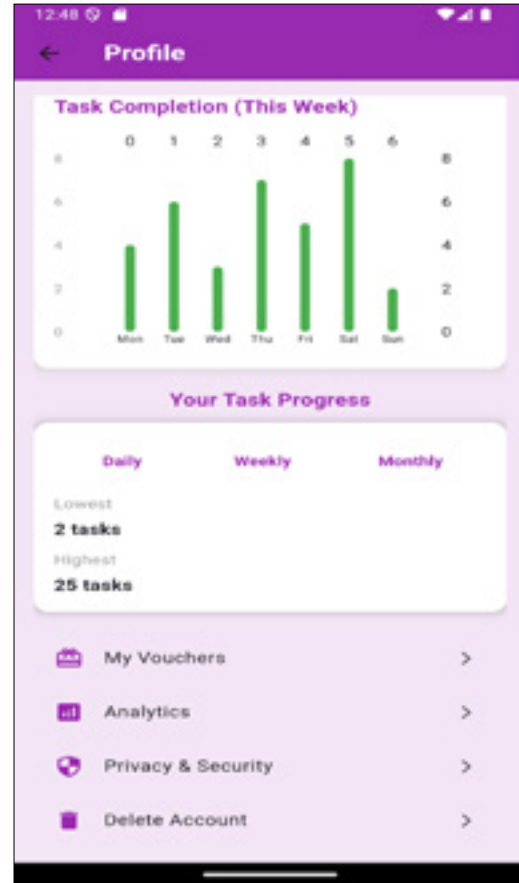 12:48
Profile
Task Completion (This Week)
0 1 2 3 4 5 6
8 8
6 6
4 4
2 2
0 0
Mon Tue Wed Thu Fri Sat Sun
Your Task Progress
Daily Weekly Monthly
Lowest
2 tasks
Highest
25 tasks
My Vouchers
Analytics
Privacy & Security
Delete Account